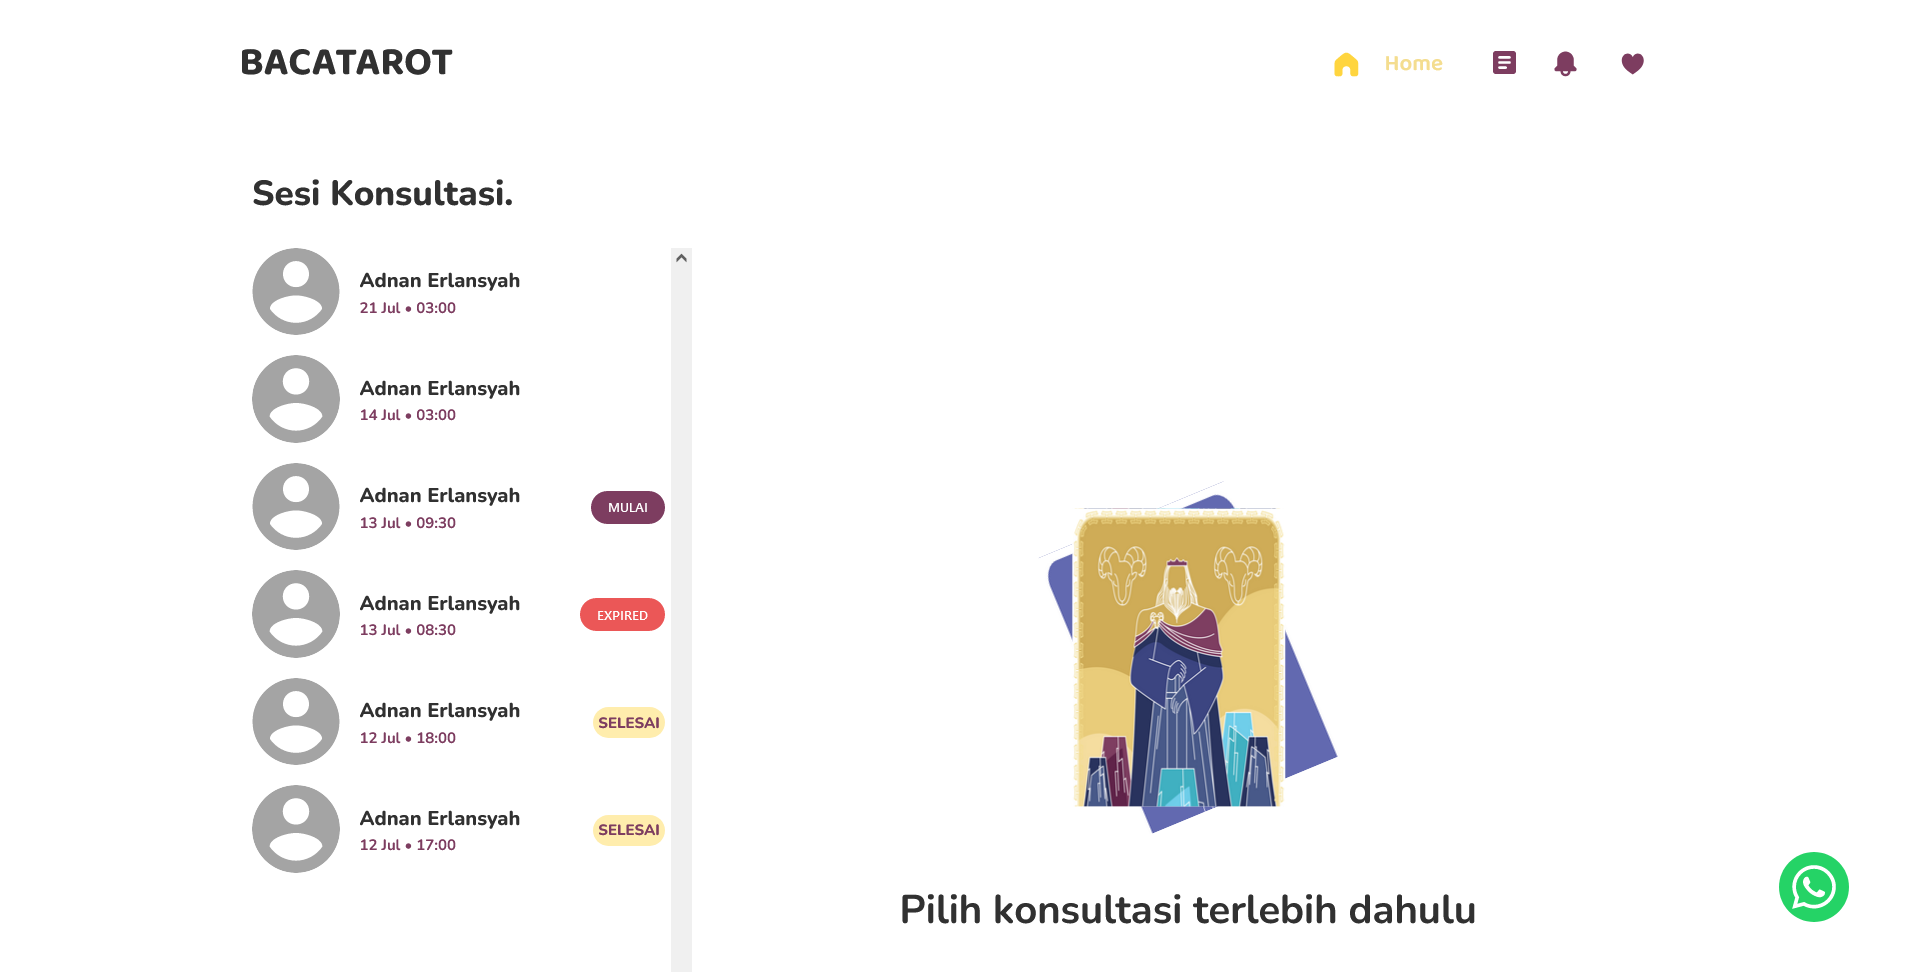 BACATAROT
Home
Sesi Konsultasi.
Adnan Erlansyah
21 Jul • 03:00
Adnan Erlansyah
14 Jul • 03:00
Adnan Erlansyah
13 Jul • 09:30
MULAI
Adnan Erlansyah
13 Jul • 08:30
EXPIRED
Adnan Erlansyah
12 Jul • 18:00
SELESAI
Adnan Erlansyah
12 Jul • 17:00
SELESAI
Pilih konsultasi terlebih dahulu